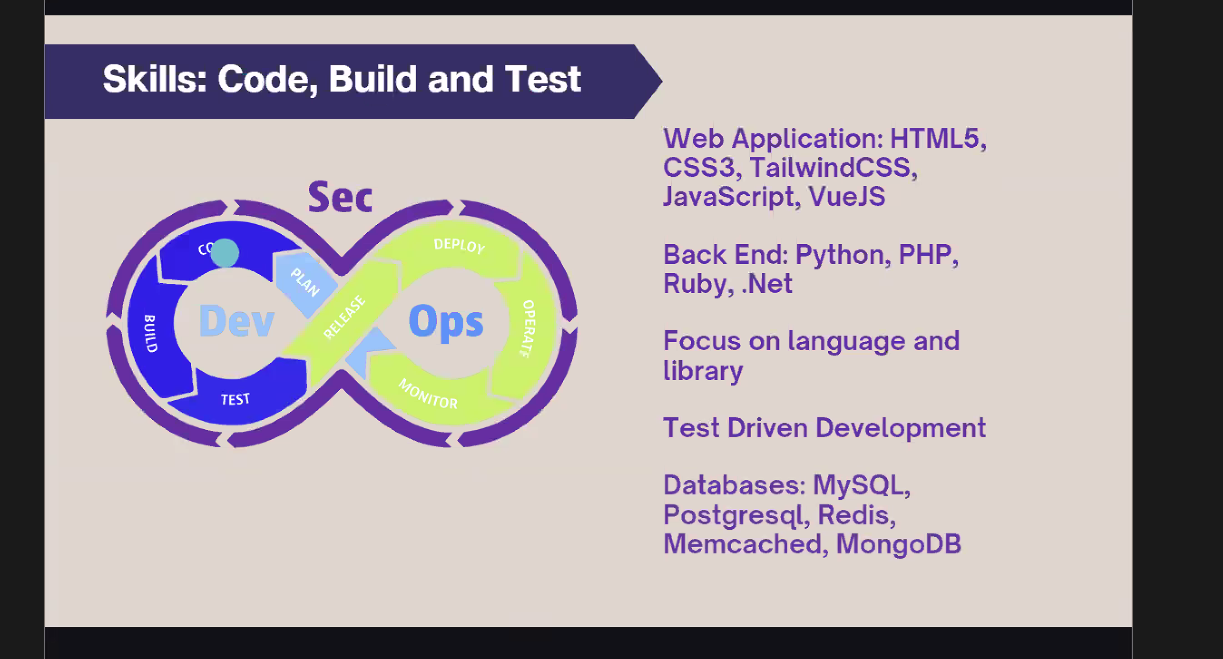 Skills: Code, Build and Test
Sec
Dev
Ops
PLAN
BUILD
TEST
RELEASE
DEPLOY
OPERATE
MONITOR
Web Application: HTML5,
CSS3, TailwindCSS,
JavaScript, VueJS
Back End: Python, PHP,
Ruby, .Net
Focus on language and
library
Test Driven Development
Databases: MySQL,
Postgresql, Redis,
Memcached, MongoDB